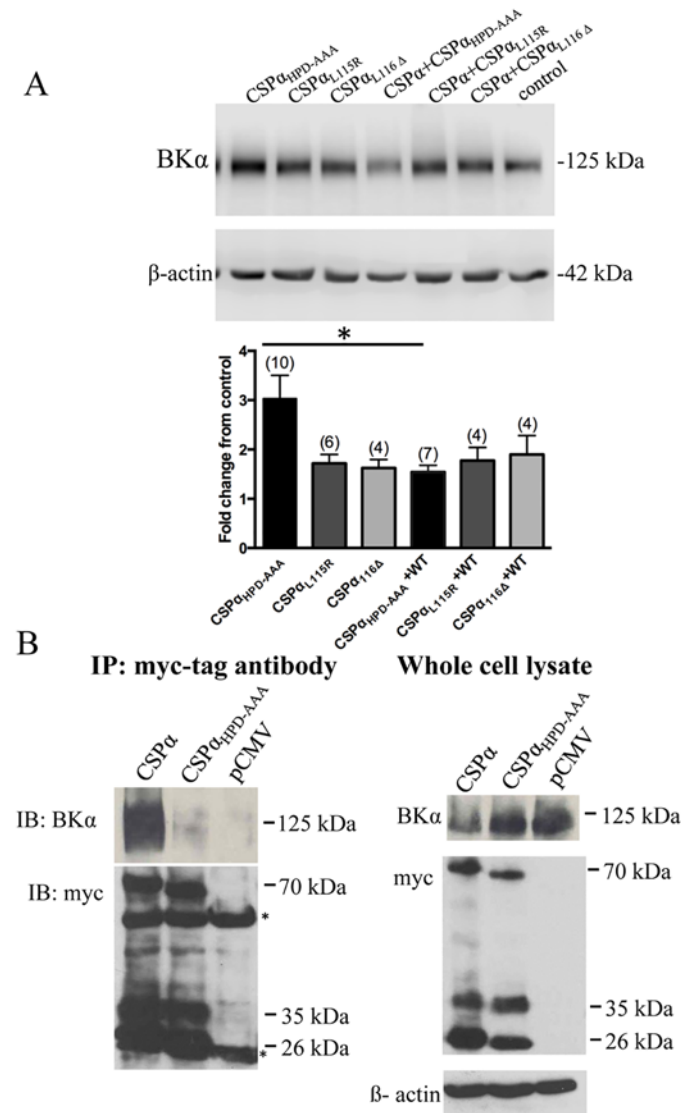 A
CSPαHPD-AAA
CSPαL115R
CSPαL116Δ
CSPα+CSPαHPD-AAA
CSPα+CSPαL115R
CSPα+CSPαL116Δ
control
BKα
-125 kDa
β-actin
-42 kDa
*
Fold change from control
4
3
2
1
0
(10)
(6)
(4)
(7)
(4)
(4)
CSPαHPD-AAA
CSPαL115R
CSPα116Δ
CSPαHPD-AAA +WT
CSPαL115R +WT
CSPα116Δ +WT
B
IP: myc-tag antibody
CSPα
CSPαHPD-AAA
pCMV
IB: BKα
125 kDa
IB: myc
70 kDa
*
35 kDa
26 kDa
*
Whole cell lysate
CSPα
CSPαHPD-AAA
pCMV
BKα
125 kDa
myc
70 kDa
35 kDa
26 kDa
ß- actin